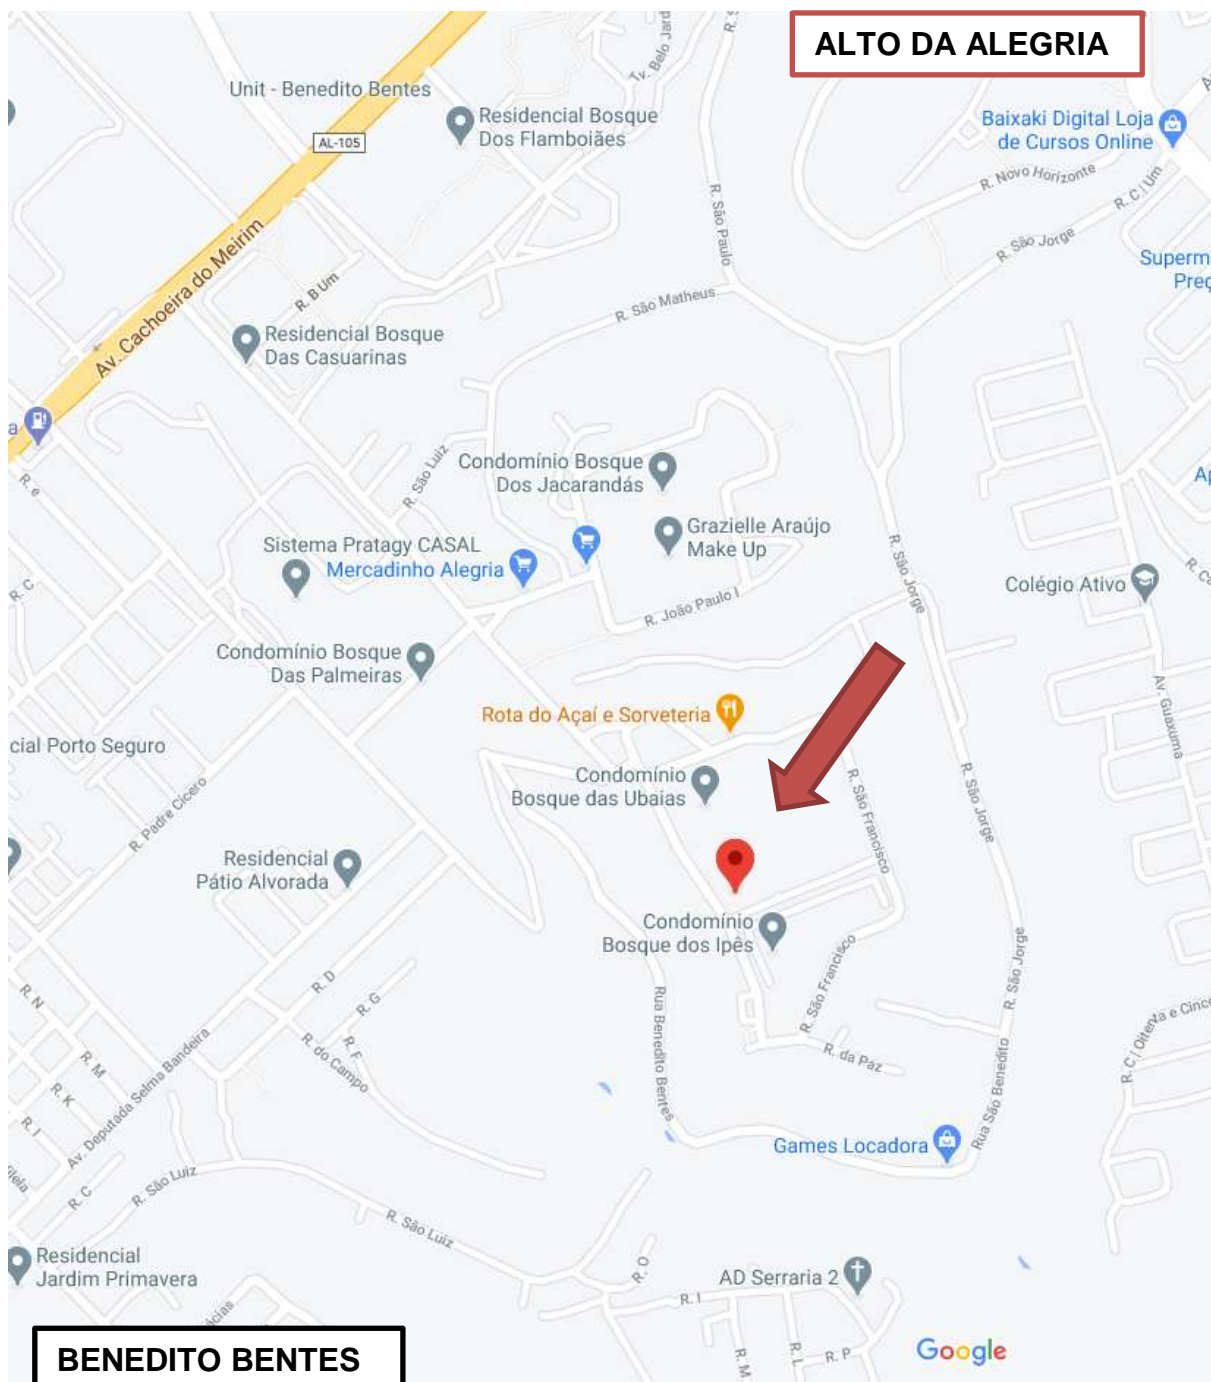 ALTO DA ALEGRIA
Tv. Belo Jard
Unit - Benedito Bentes
Residencial Bosque
Dos Flamboiães
AL-105
Baixaki Digital Loja
de Cursos Online
R. Novo Horizonte
R. C | Um
R. São Paulo
R. São Jorge
Av. Cachoeira do Meirim
Superm
Preç
R. B Um
R. São Matheus
Residencial Bosque
Das Casuarinas
a
R. e
R. São Luiz
Condomínio Bosque
Dos Jacarandás
Grazielle Araújo
Make Up
Sistema Pratagy CASAL
Mercadinho Alegria
R. São Jorge
Colégio Ativo
R. C
R. João Paulo I
Condomínio Bosque
Das Palmeiras
Av. Guaxuma
Rota do Açaí e Sorveteria
cial Porto Seguro
Condomínio
Bosque das Ubaias
R. São Francisco
R. São Jorge
R. Padre Cícero
Residencial
Pátio Alvorada
Condomínio
Bosque dos Ipês
R. São Francisco
R. São Jorge
R. D
R. G
R. N
R. F
R. do Campo
Rua Benedito Bentes
R. da Paz
R. C | Oitenta e Cinco
R. M
R. K
R. I
Av. Deputada Selma Bandeira
Rua São Benedito
Games Locadora
R. C
R. São Luiz
R. São Luiz
Residencial
Jardim Primavera
R. O
AD Serraria 2
R. I
R. M
R. L
R. P
BENEDITO BENTES
Google